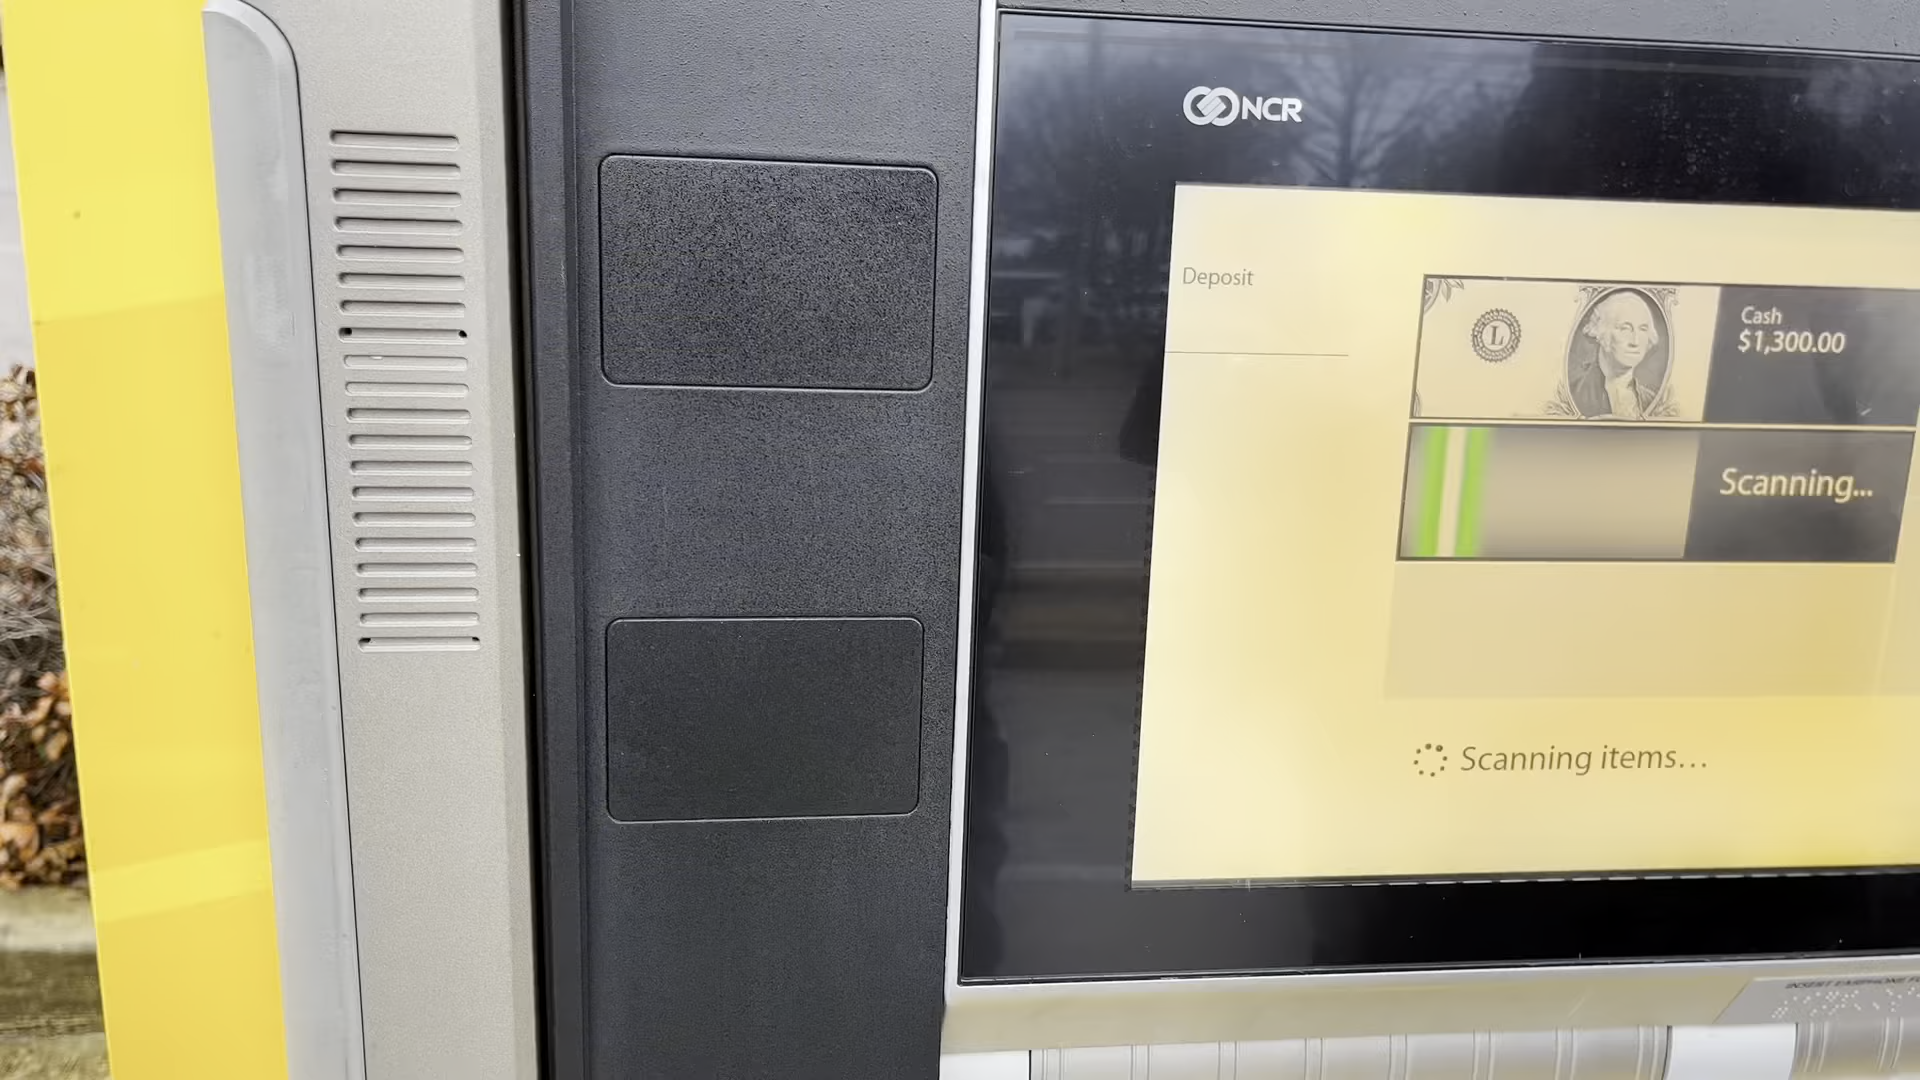 NCR
Deposit
L
Cash
$1,300.00
Scanning...
Scanning items...